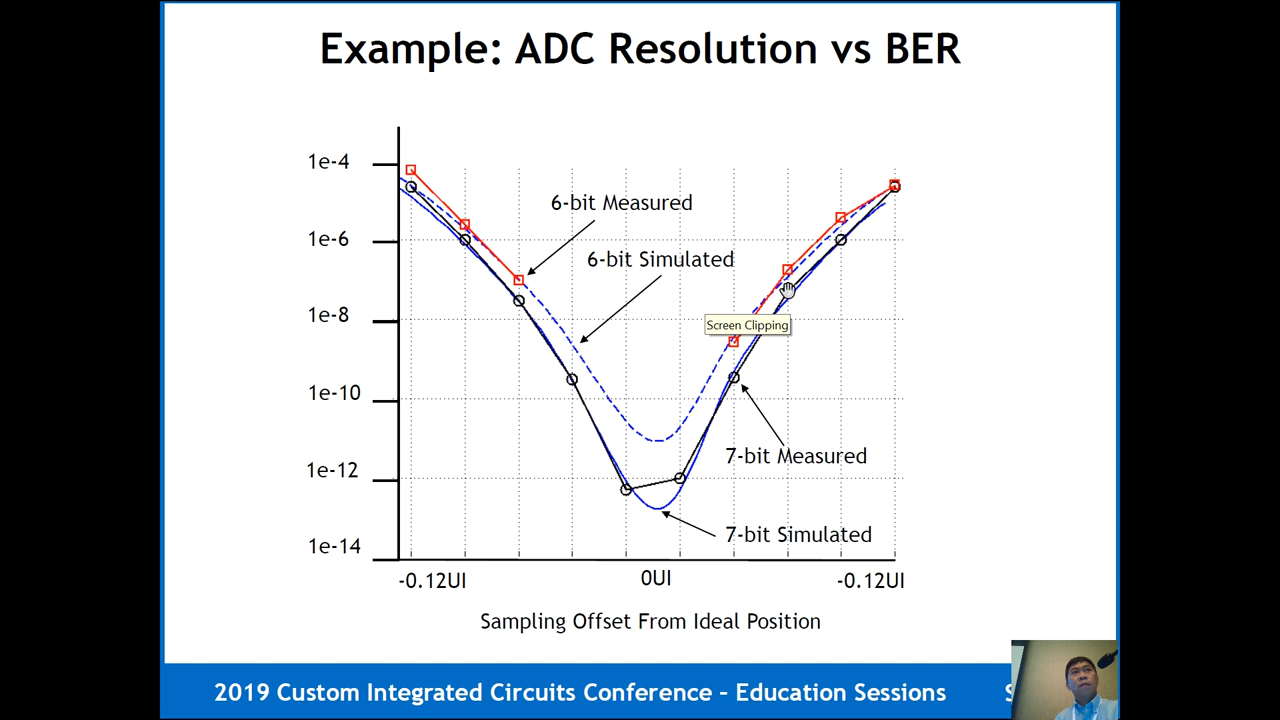 Example: ADC Resolution vs BER
1e-4
6-bit Measured
1e-6
6-bit Simulated
1e-8
Screen Clipping
1e-10
7-bit Measured
1e-12
7-bit Simulated
1e-14
-0.12UI
0UI
-0.12UI
Sampling Offset From Ideal Position
2019 Custom Integrated Circuits Conference – Education Sessions